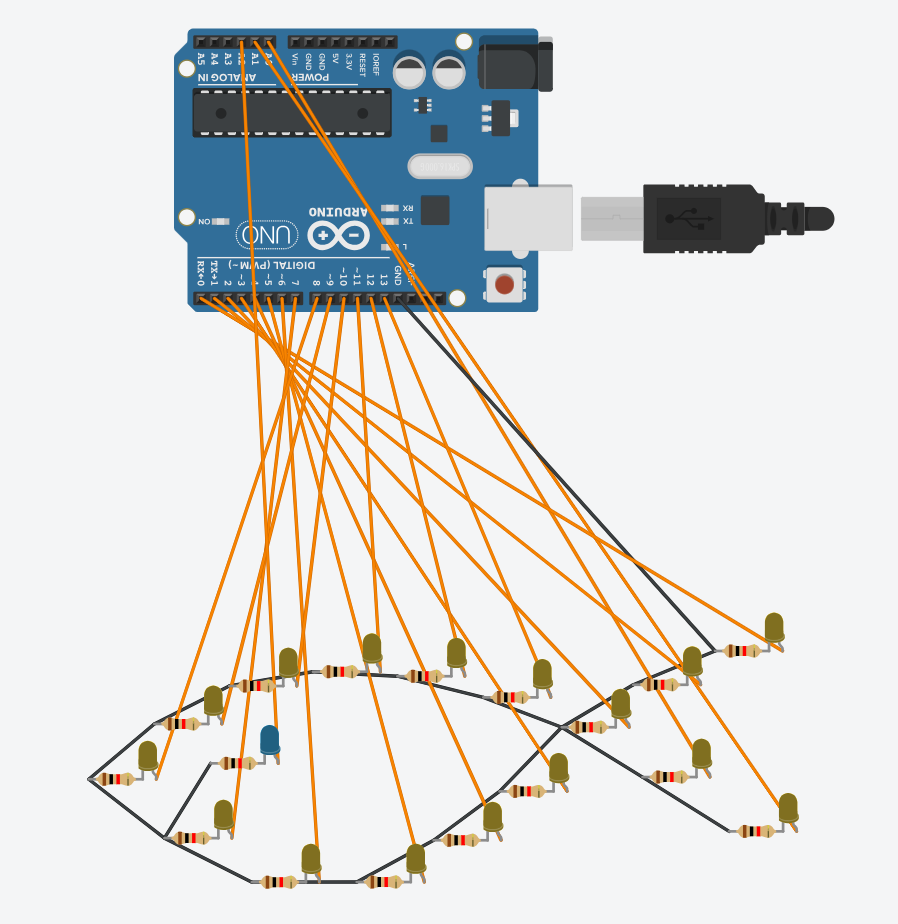 A5
A4
A3
A2
A1
A0
Vin
GND
GND
5V
3.3V
RESET
IOREF
ANALOG IN
POWER
RX
TX
ARDUINO
ON
UNO
L
DIGITAL (PWM~)
RX←0
TX→1
2
~3
4
~5
~6
7
8
~9
~10
~11
12
13
GND